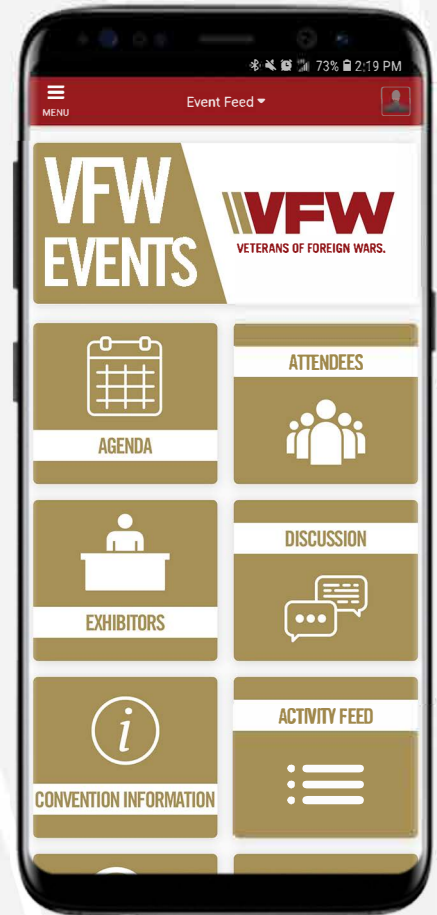 73% 2:19 PM
MENU
Event Feed
VFW
EVENTS
VFW
VETERANS OF FOREIGN WARS.
AGENDA
ATTENDEES
EXHIBITORS
DISCUSSION
CONVENTION INFORMATION
i
ACTIVITY FEED